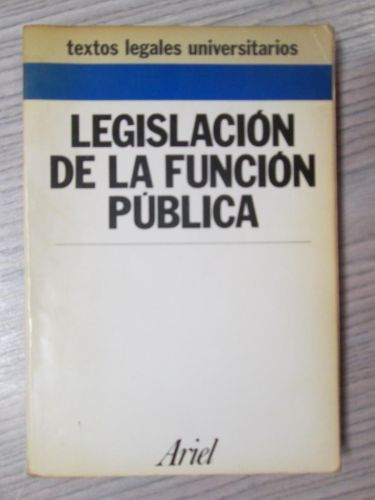 textos legales universitarios
LEGISLACIÓN
DE LA FUNCIÓN
PÚBLICA
Ariel